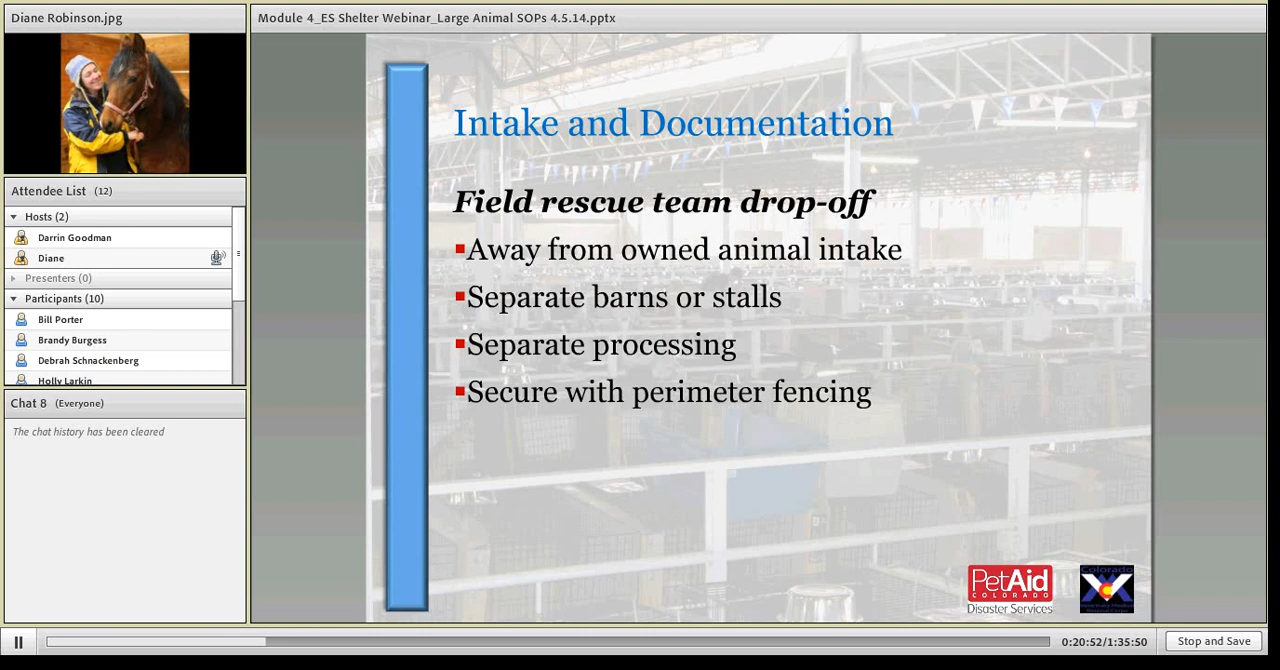 Diane Robinson.jpg
Module 4_ES Shelter Webinar_Large Animal SOPs 4.5.14.pptx
Attendee List (12)
Hosts (2)
Darrin Goodman
Diane
Presenters (0)
Participants (10)
Bill Porter
Brandy Burgess
Debrah Schnackenberg
Holly Larkin
Chat 8 (Everyone)
The chat history has been cleared
Intake and Documentation
Field rescue team drop-off
▪Away from owned animal intake
▪Separate barns or stalls
▪Separate processing
▪Secure with perimeter fencing
PetAid
COLORADO
Disaster Services
Colorado
0:20:52/1:35:50
Stop and Save